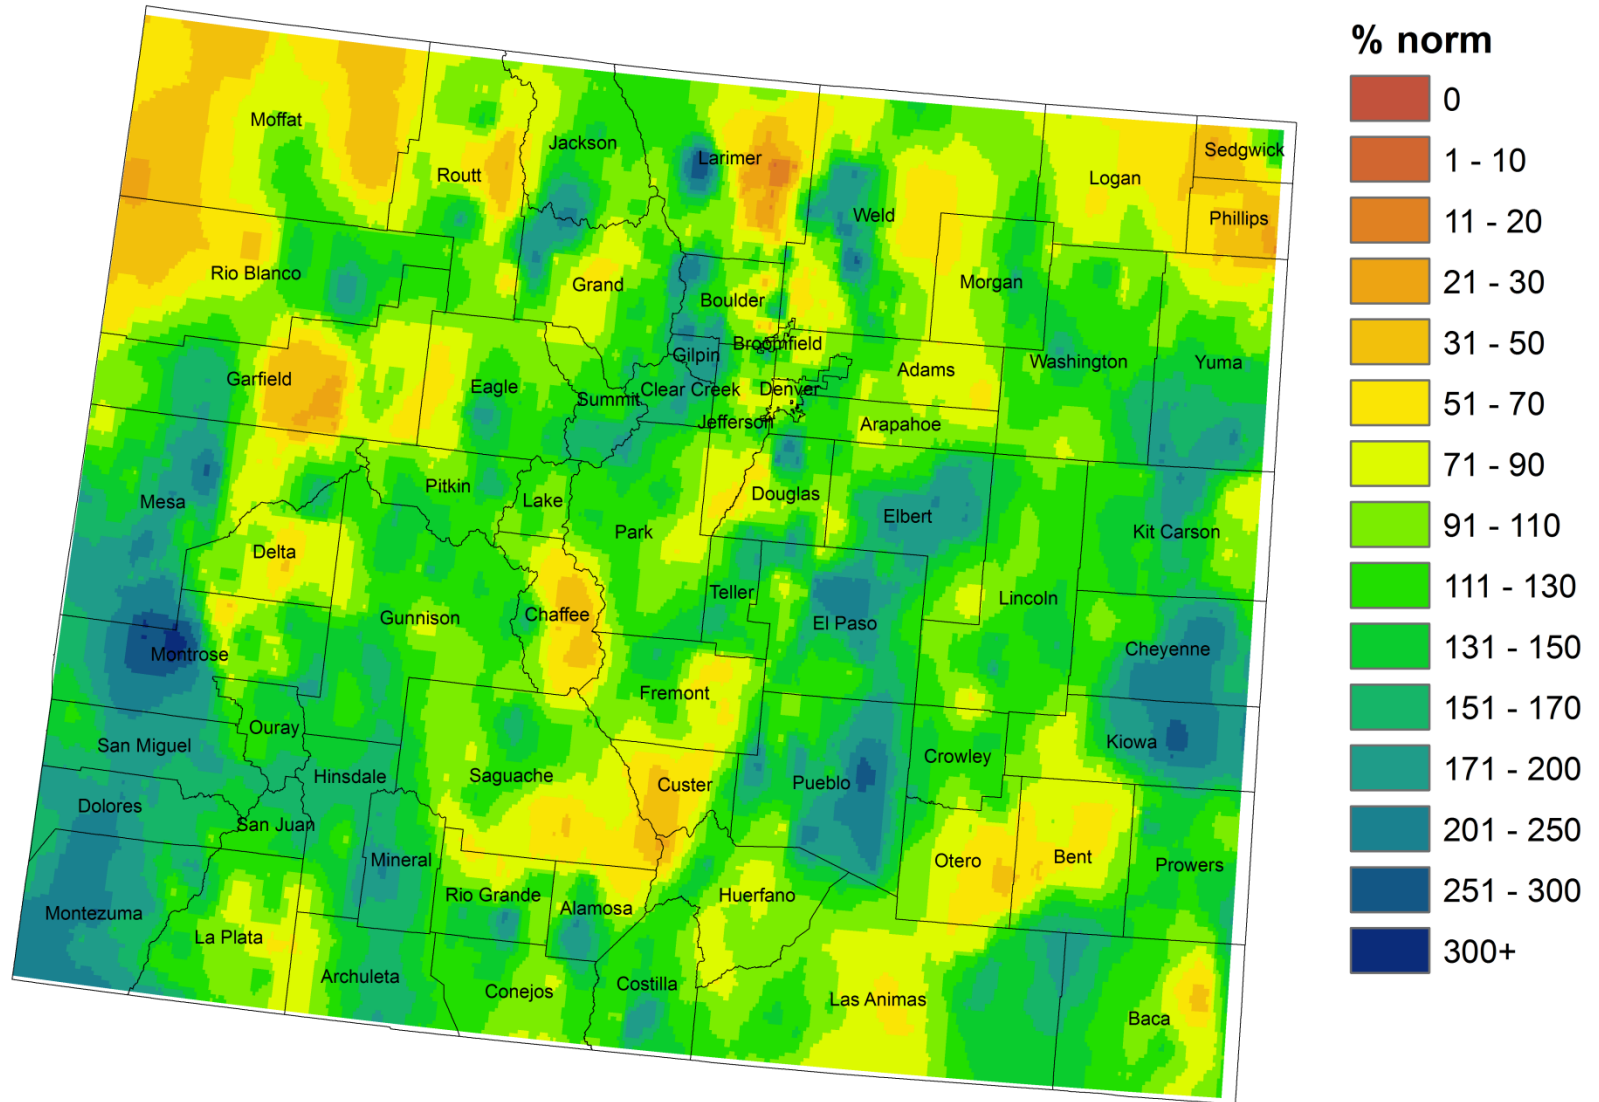 % norm
0
1 - 10
11 - 20
21 - 30
31 - 50
51 - 70
71 - 90
91 - 110
111 - 130
131 - 150
151 - 170
171 - 200
201 - 250
251 - 300
300+
Moffat
Routt
Jackson
Larimer
Weld
Logan
Sedgwick
Phillips
Rio Blanco
Grand
Boulder
Morgan
Broomfield
Gilpin
Washington
Yuma
Garfield
Eagle
Summit
Clear Creek
Denver
Adams
Jefferson
Arapahoe
Mesa
Pitkin
Lake
Park
Douglas
Elbert
Kit Carson
Delta
Gunnison
Chaffee
Teller
El Paso
Lincoln
Montrose
Fremont
Cheyenne
San Miguel
Ouray
Hinsdale
Saguache
Custer
Pueblo
Crowley
Kiowa
Dolores
San Juan
Mineral
Rio Grande
Alamosa
Huerfano
Otero
Bent
Prowers
Montezuma
La Plata
Archuleta
Conejos
Costilla
Las Animas
Baca